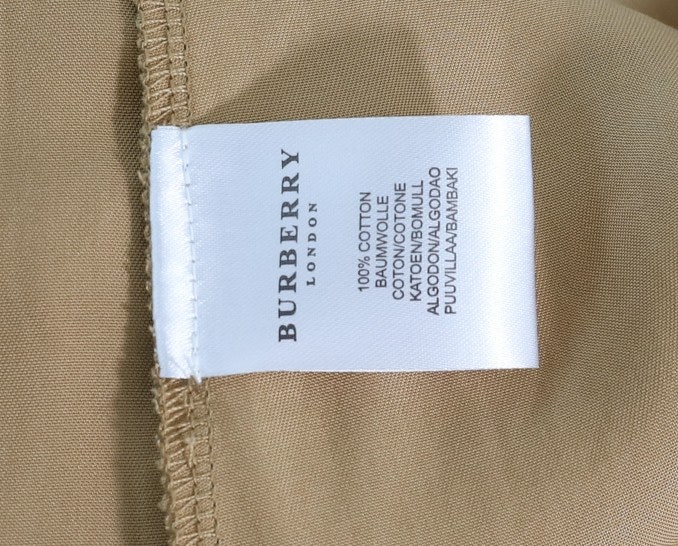 BURBERRY
LONDON
100% COTTON
BAUMWOLLE
COTON/COTONE
KATOEN/BOMULL
ALGODON/ALGODAO
PUUVILLAA/BAMBAKI